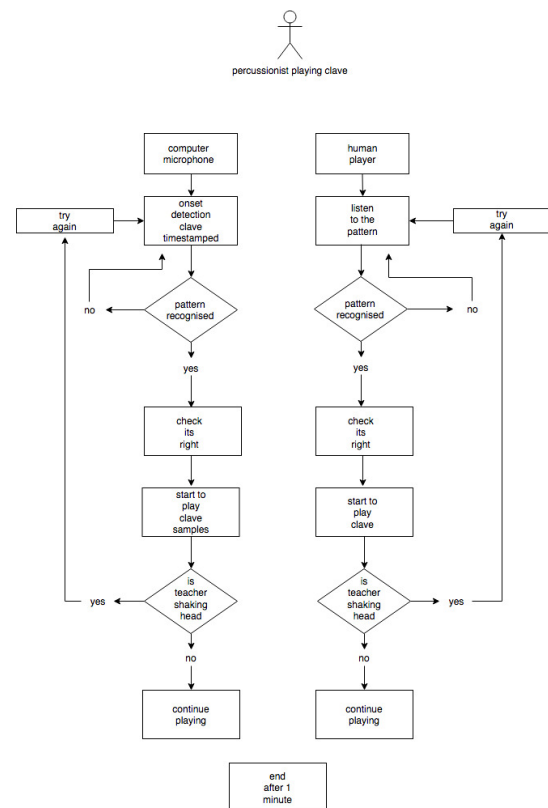 percussionist playing clave
computer
microphone
human
player
try
again
onset
detection
clave
timestamped
listen
to the
pattern
try
again
no
pattern
recognised
pattern
recognised
no
yes
yes
check
its
right
check
its
right
start to
play
clave
samples
start to
play
clave
yes
is
teacher
shaking
head
is
teacher
shaking
head
yes
no
no
continue
playing
continue
playing
end
after 1
minute